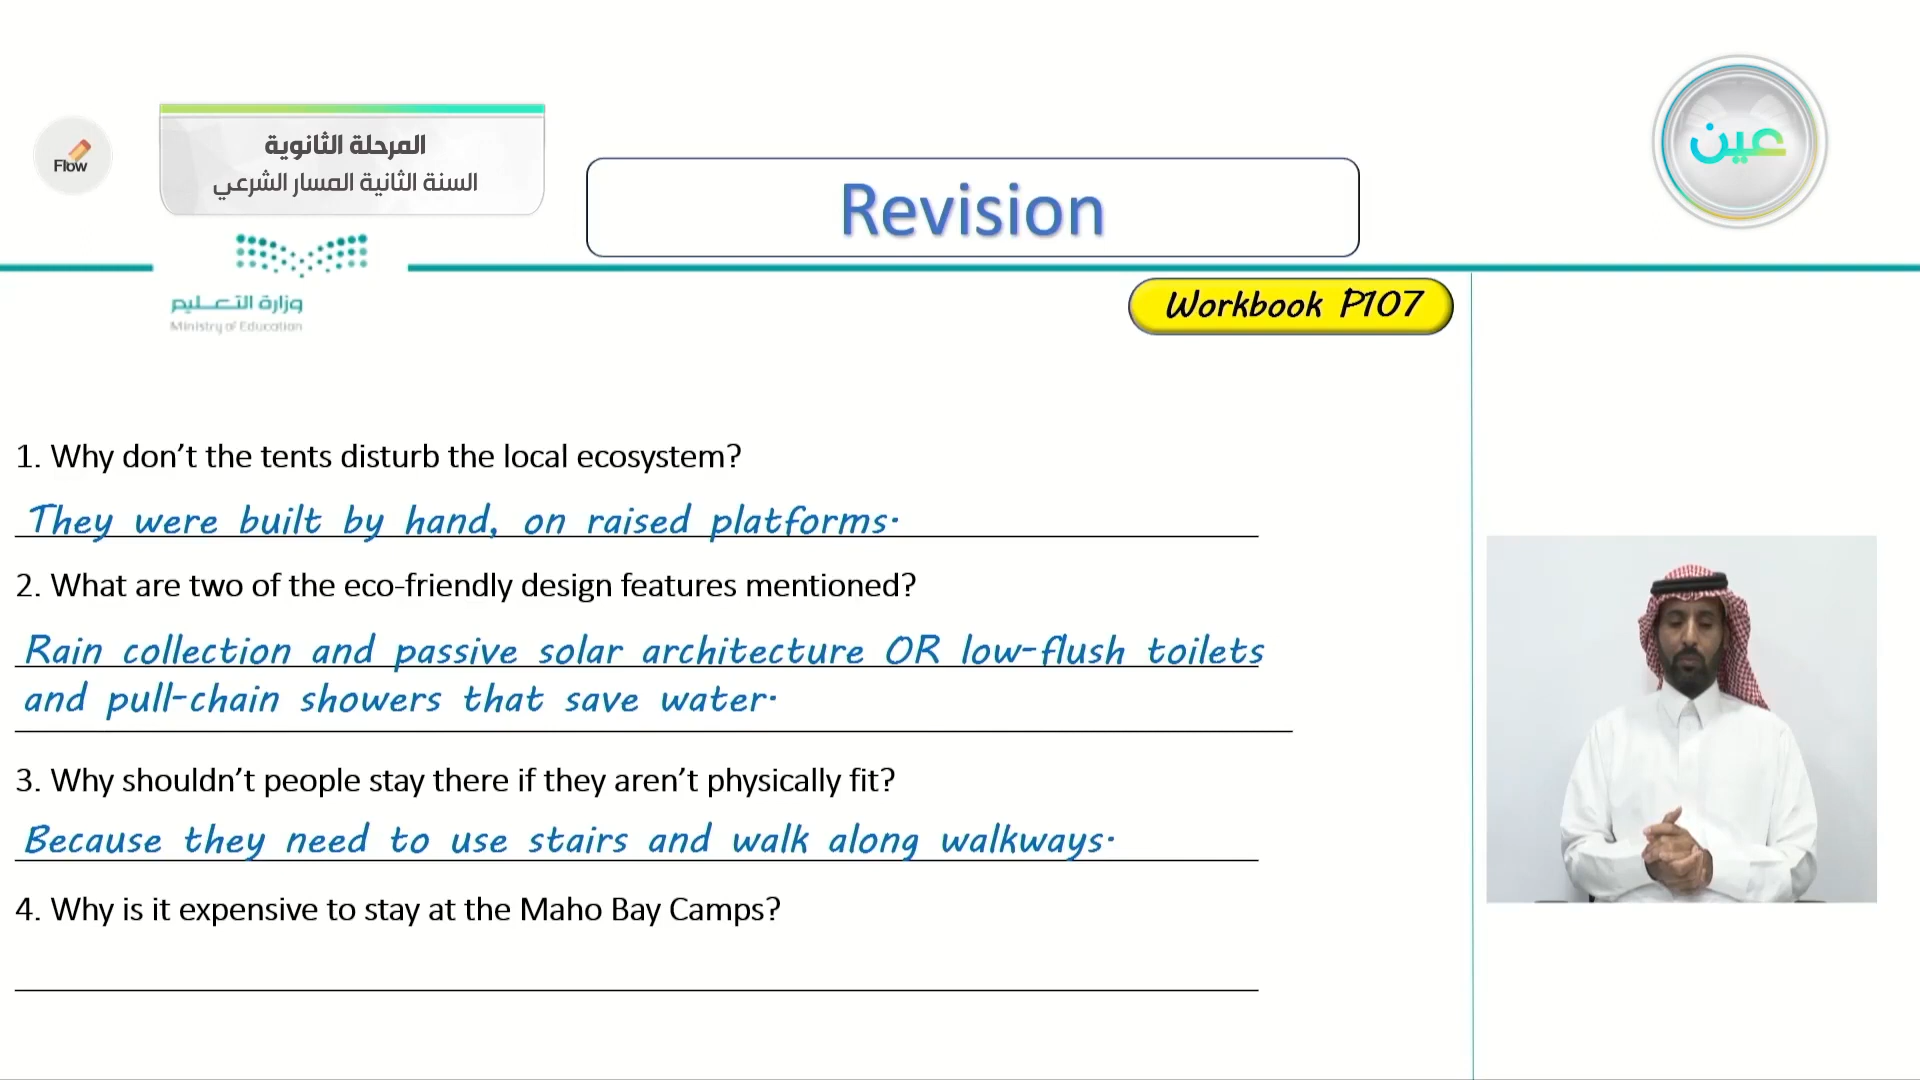 Flow
المرحلة الثانوية
السنة الثانية المسار الشرعي
Revision
عين
وزارة التعليم
Ministry of Education
Workbook P107
1. Why don’t the tents disturb the local ecosystem?
They were built by hand, on raised platforms.
2. What are two of the eco-friendly design features mentioned?
Rain collection and passive solar architecture OR low-flush toilets
and pull-chain showers that save water.
3. Why shouldn’t people stay there if they aren’t physically fit?
Because they need to use stairs and walk along walkways.
4. Why is it expensive to stay at the Maho Bay Camps?